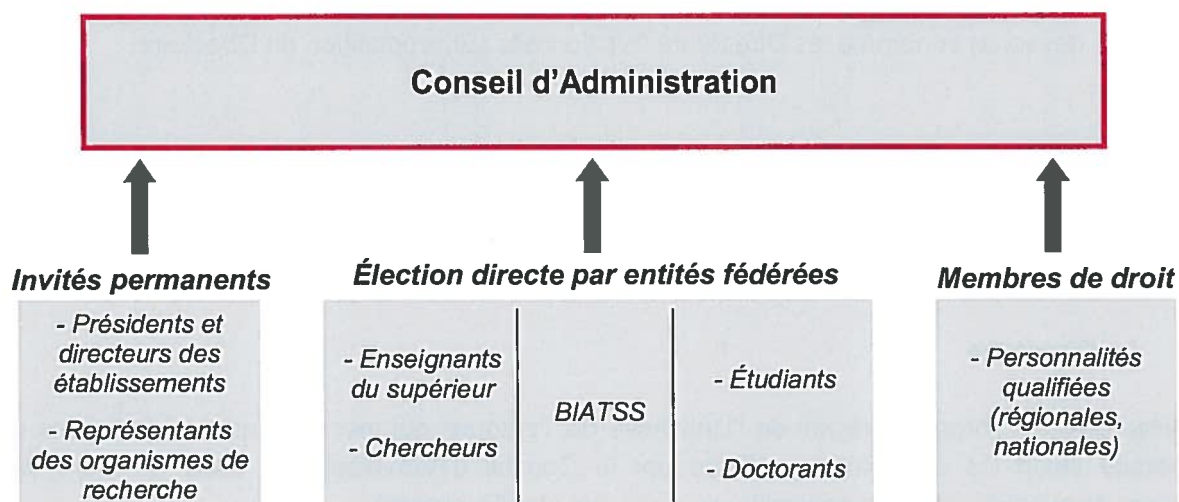 Conseil d'Administration
Invités permanents
- Présidents et
directeurs des
établissements
- Représentants
des organismes de
recherche
Élection directe par entités fédérées
- Enseignants
du supérieur
- Chercheurs
BIATSS
- Étudiants
- Doctorants
Membres de droit
- Personnalités
qualifiées
(régionales,
nationales)